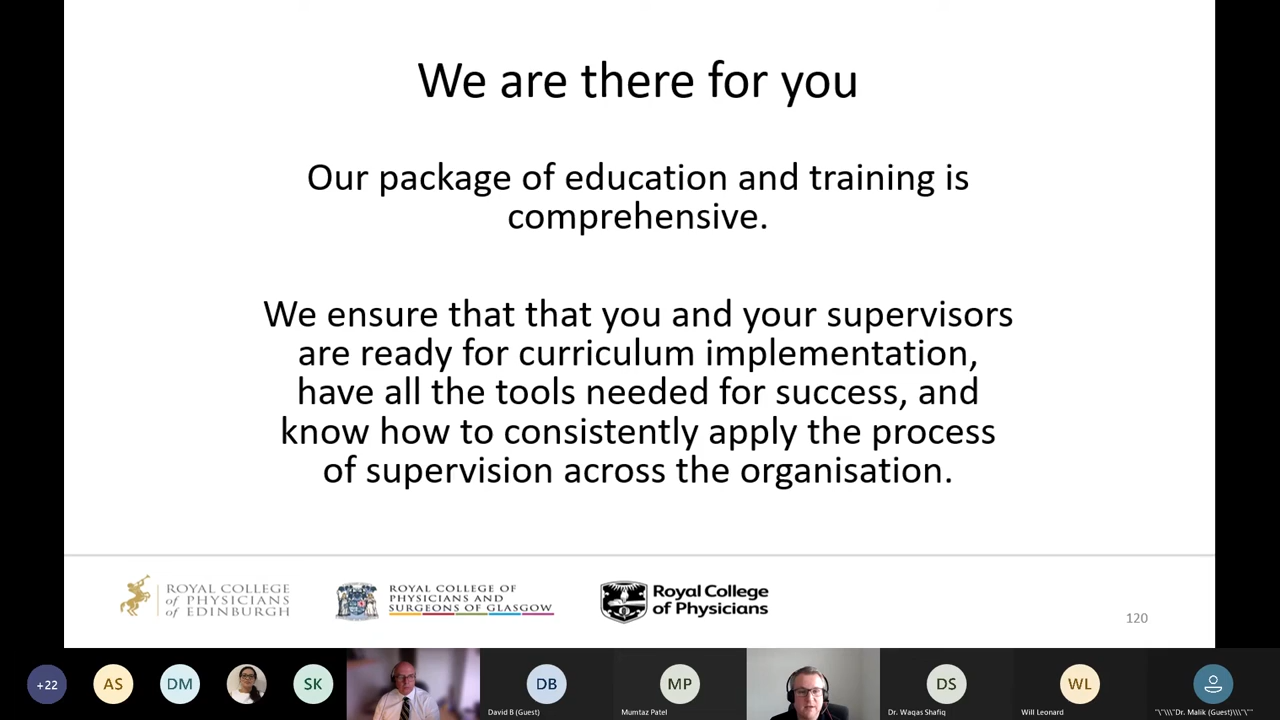 We are there for you
Our package of education and training is
comprehensive.
We ensure that that you and your supervisors
are ready for curriculum implementation,
have all the tools needed for success, and
know how to consistently apply the process
of supervision across the organisation.
ROYAL COLLEGE
of PHYSICIANS
of EDINBURGH
ROYAL COLLEGE OF
PHYSICIANS AND
SURGEONS OF GLASGOW
Royal College
of Physicians
120
+22
AS
DM
SK
DB
David B (Guest)
MP
Mumtaz Patel
DS
Dr. Waqas Shafiq
WL
Will Leonard
"\"\\\"Dr. Malik (Guest)\\\"\""